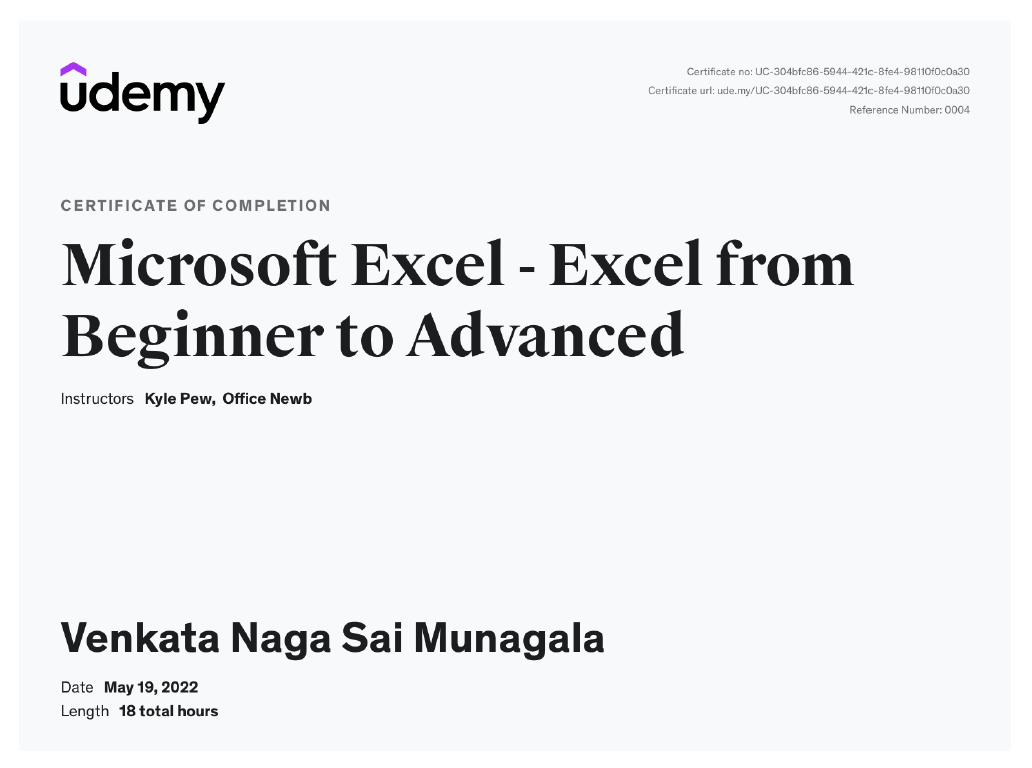 udemy
Certificate no: UC-304bfc86-5944-421c-8fe4-98110f0c0a30
Certificate url: ude.my/UC-304bfc86-5944-421c-8fe4-98110f0c0a30
Reference Number: 0004
CERTIFICATE OF COMPLETION
Microsoft Excel - Excel from
Beginner to Advanced
Instructors Kyle Pew, Office Newb
Venkata Naga Sai Munagala
Date May 19, 2022
Length 18 total hours